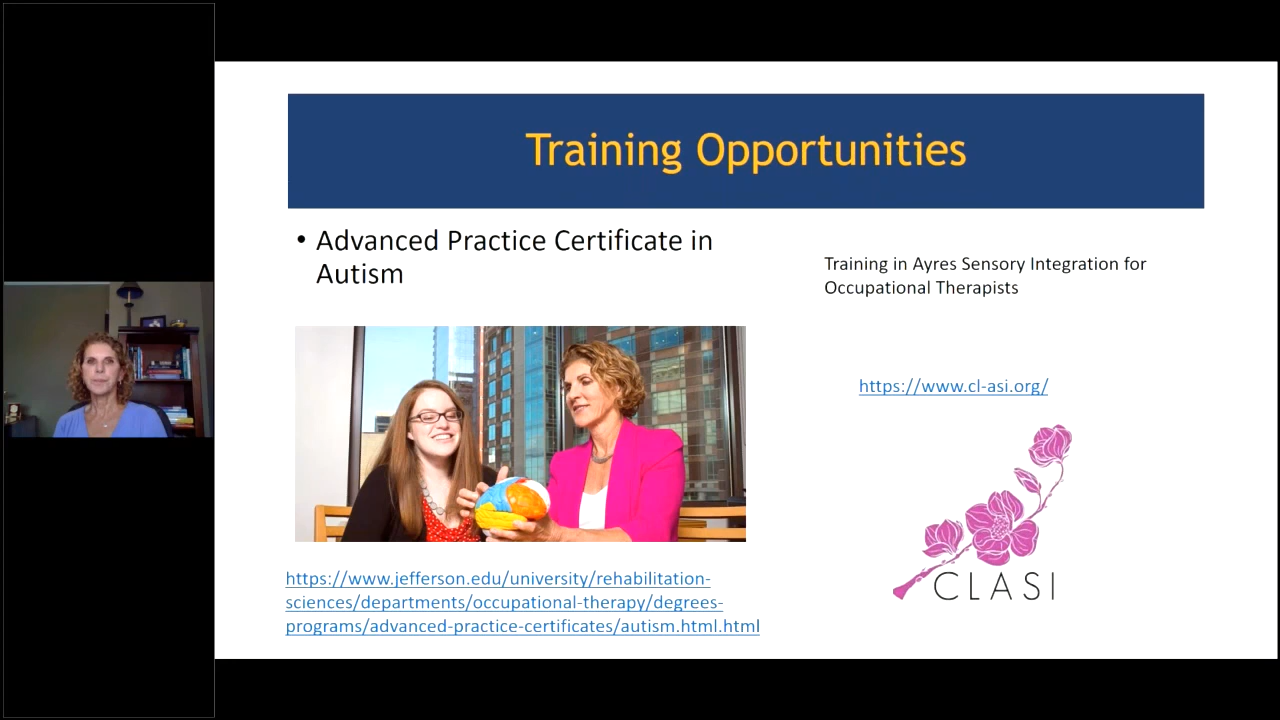 Training Opportunities
• Advanced Practice Certificate in
Autism
Training in Ayres Sensory Integration for
Occupational Therapists
https://www.cl-asi.org/
CLASI
https://www.jefferson.edu/university/rehabilitation-
sciences/departments/occupational-therapy/degrees-
programs/advanced-practice-certificates/autism.html.html